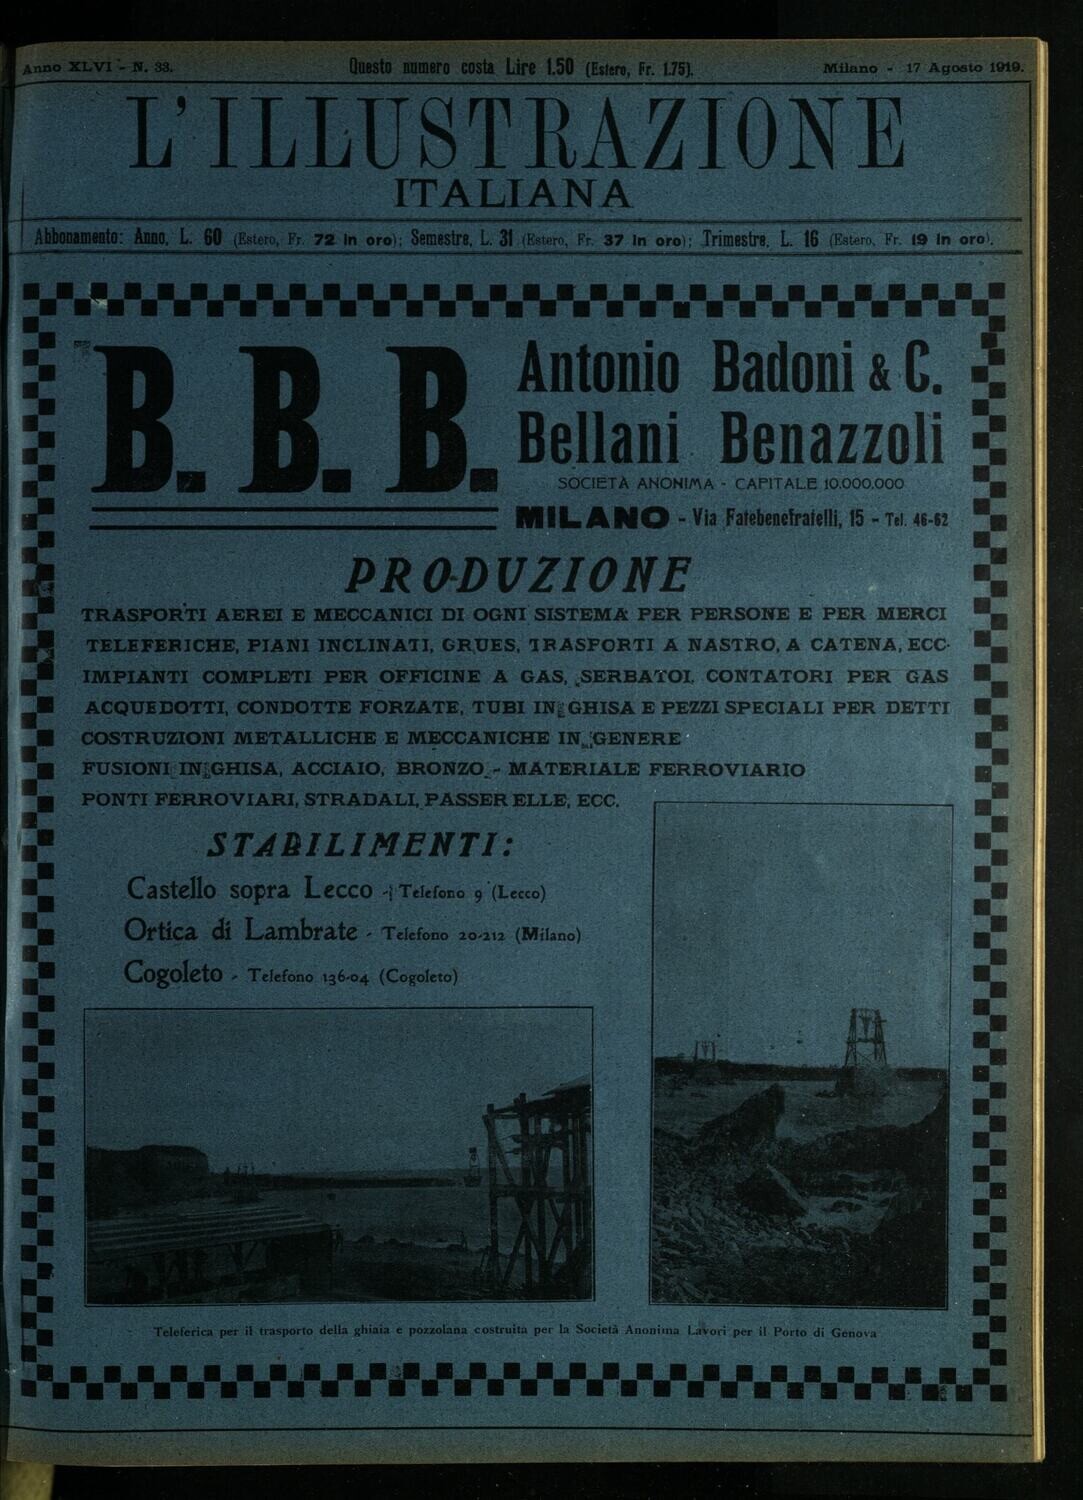 Anno XLVI - N. 33. Questo numero costa Lire 1.50 (Estero, Fr. 1.75). Milano - 17 Agosto 1919.
L'ILLUSTRAZIONE
ITALIANA
Abbonamento: Anno, L. 60 (Estero, Fr. 72 in oro); Semestre, L. 31 (Estero, Fr. 37 in oro); Trimestre, L. 16 (Estero, Fr. 19 in oro).
B. B. B.
Antonio Badoni & C.
Bellani Benazzoli
SOCIETÀ ANONIMA - CAPITALE 10.000.000
MILANO - Via Fatebenefratelli, 15 - Tel. 46-62
PRODUZIONE
TRASPORTI AEREI E MECCANICI DI OGNI SISTEMA PER PERSONE E PER MERCI
TELEFERICHE, PIANI INCLINATI, GRUES, TRASPORTI A NASTRO, A CATENA, ECC.
IMPIANTI COMPLETI PER OFFICINE A GAS, SERBATOI, CONTATORI PER GAS
ACQUEDOTTI, CONDOTTE FORZATE, TUBI IN GHISA E PEZZI SPECIALI PER DETTI
COSTRUZIONI METALLICHE E MECCANICHE IN GENERE
FUSIONI IN GHISA, ACCIAIO, BRONZO - MATERIALE FERROVIARIO
PONTI FERROVIARI, STRADALI, PASSERELLE, ECC.
STABILIMENTI:
Castello sopra Lecco - Telefono 9 (Lecco)
Ortica di Lambrate - Telefono 20-212 (Milano)
Cogoleto - Telefono 136-04 (Cogoleto)
Teleferica per il trasporto della ghiaia e pozzolana costruita per la Società Anonima Lavori per il Porto di Genova